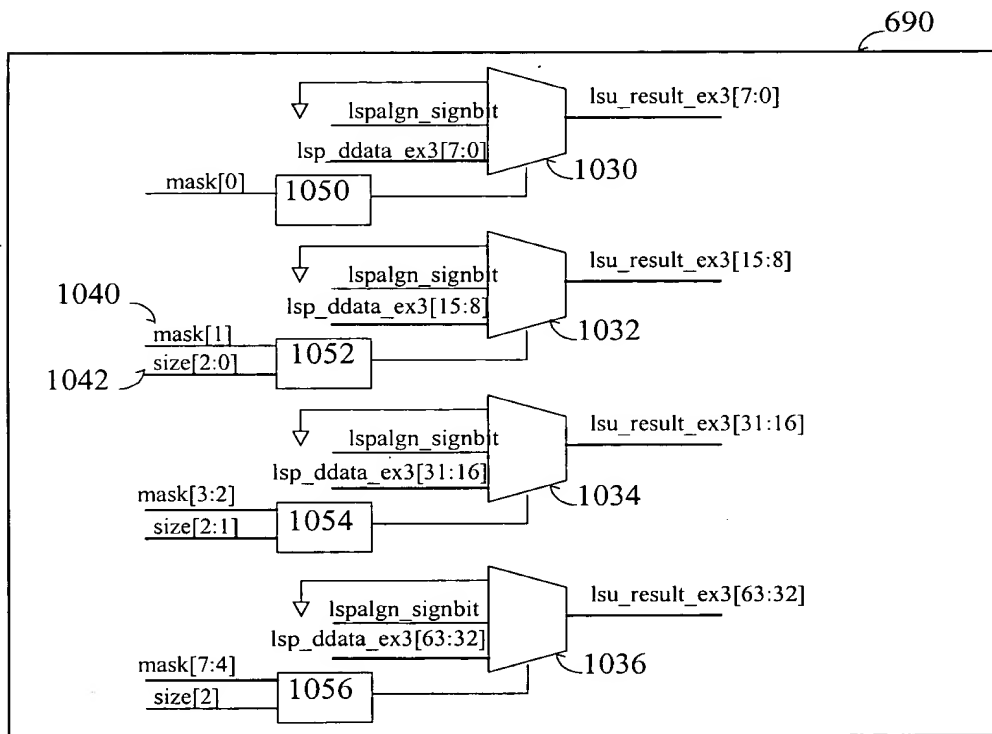 690
lspalgn_signbit
lsp_ddata_ex3[7:0]
lsu_result_ex3[7:0]
1030
mask[0]
1050
lspalgn_signbit
lsp_ddata_ex3[15:8]
lsu_result_ex3[15:8]
1032
1040
mask[1]
1042
size[2:0]
1052
lspalgn_signbit
lsp_ddata_ex3[31:16]
lsu_result_ex3[31:16]
1034
mask[3:2]
size[2:1]
1054
lspalgn_signbit
lsp_ddata_ex3[63:32]
lsu_result_ex3[63:32]
1036
mask[7:4]
size[2]
1056